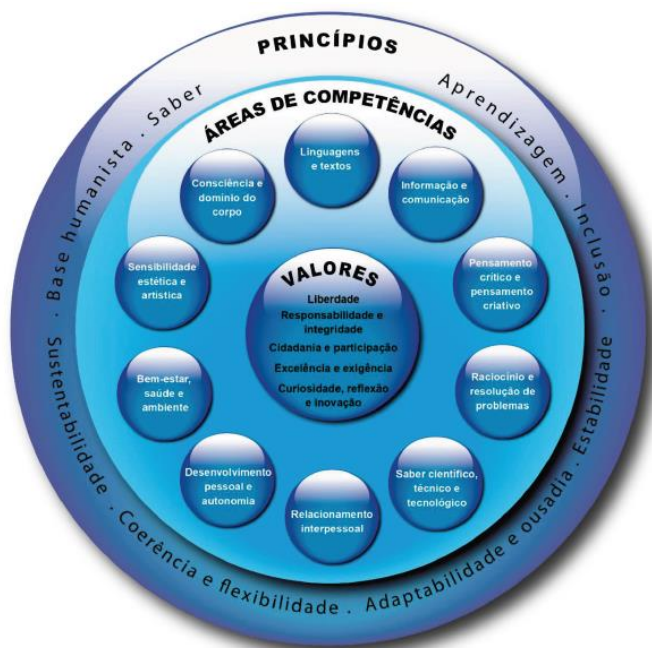 PRINCÍPIOS
Aprendizagem . Inclusão .
Estabilidade
Adaptabilidade e ousadia .
Coerência e flexibilidade .
Sustentabilidade .
. Base humanista . Saber
ÁREAS DE COMPETÊNCIAS
Linguagens
e textos
Informação e
comunicação
Pensamento
crítico e
pensamento
criativo
Raciocínio e
resolução de
problemas
Saber científico,
técnico e
tecnológico
Relacionamento
interpessoal
Desenvolvimento
pessoal e
autonomia
Bem-estar,
saúde e
ambiente
Sensibilidade
estética e
artística
Consciência e
domínio do
corpo
VALORES
Liberdade
Responsabilidade e
integridade
Cidadania e participação
Excelência e exigência
Curiosidade, reflexão
e inovação